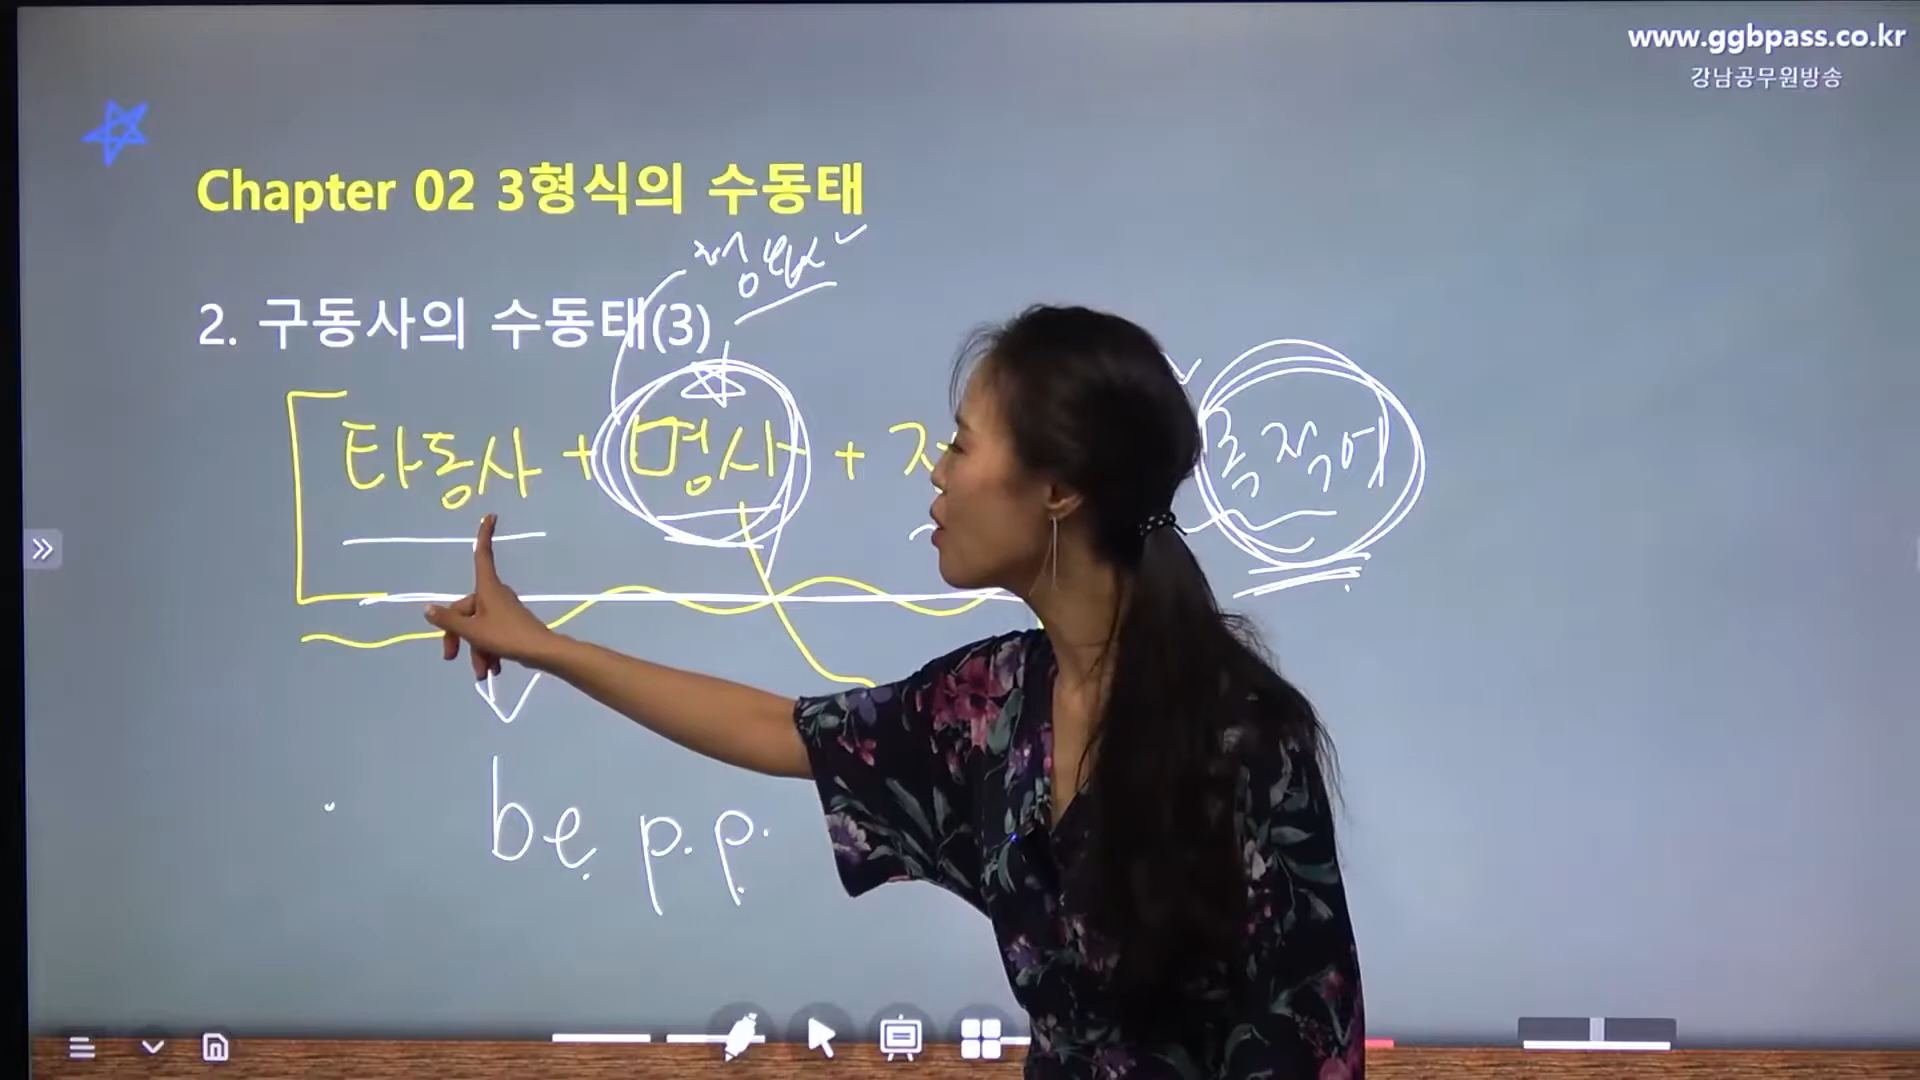 www.ggbpass.co.kr
강남공무원방송
Chapter 02 3형식의 수동태
2. 구동사의 수동태(3)
타동사 + 명사 + 목적어
be p.p.